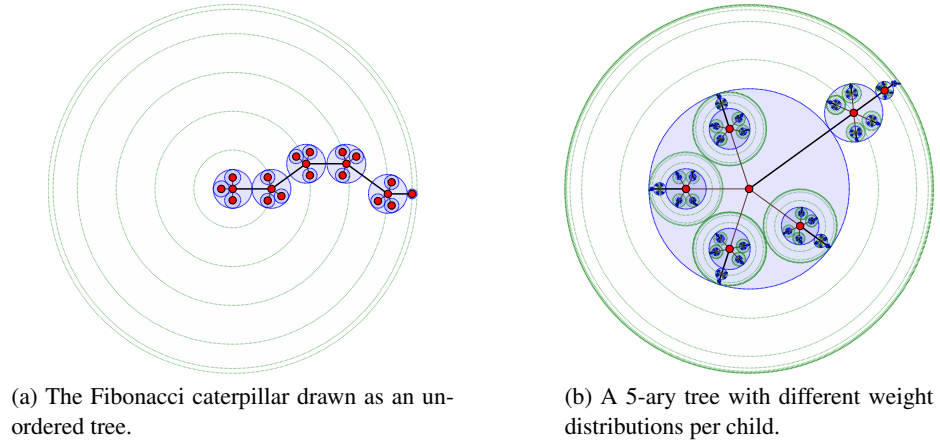 (a) The Fibonacci caterpillar drawn as an un-
ordered tree.
(b) A 5-ary tree with different weight
distributions per child.